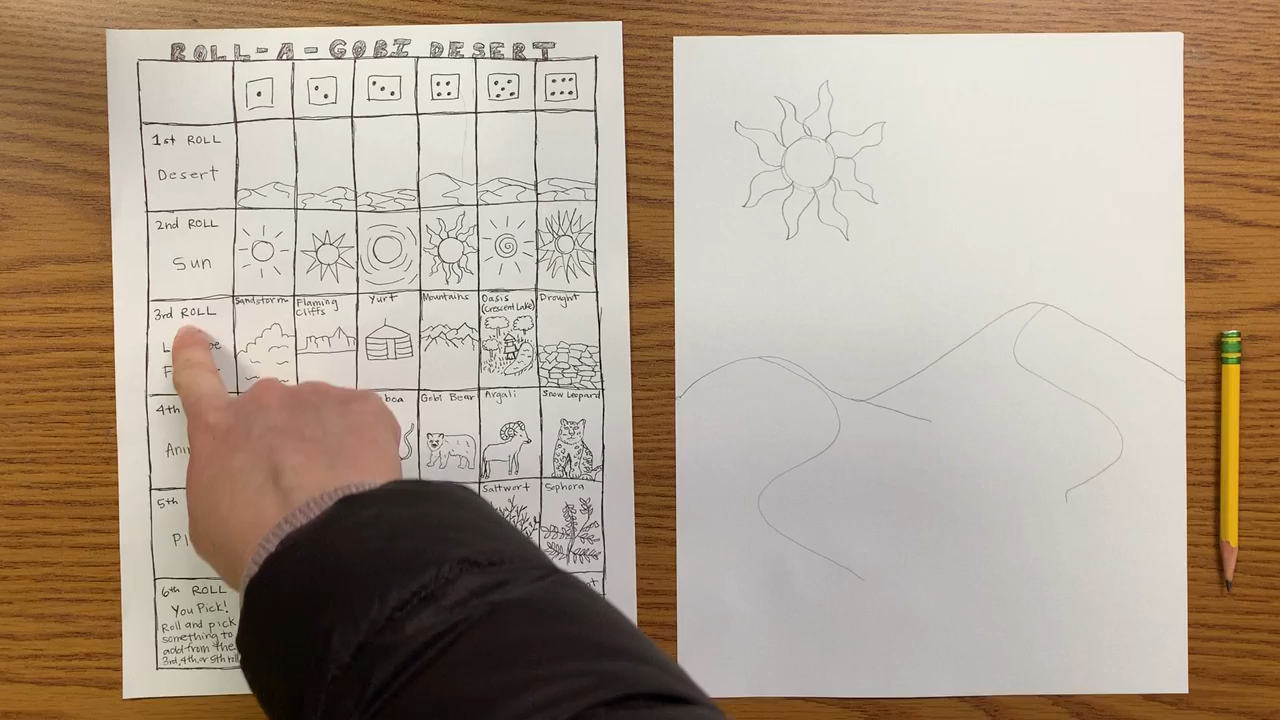 ROLL-A-GOBI DESERT
1st ROLL
Desert
2nd ROLL
Sun
3rd ROLL
Sandstorm
Flaming
Cliffs
Yurt
Mountains
Oasis
(Crescent Lake)
Drought
4th
Gobi Bear
Argali
Snow Leopard
5th
Saltwort
Sophora
6th ROLL
You Pick!
Roll and pick
something to
add from the
3rd, 4th, or 5th roll